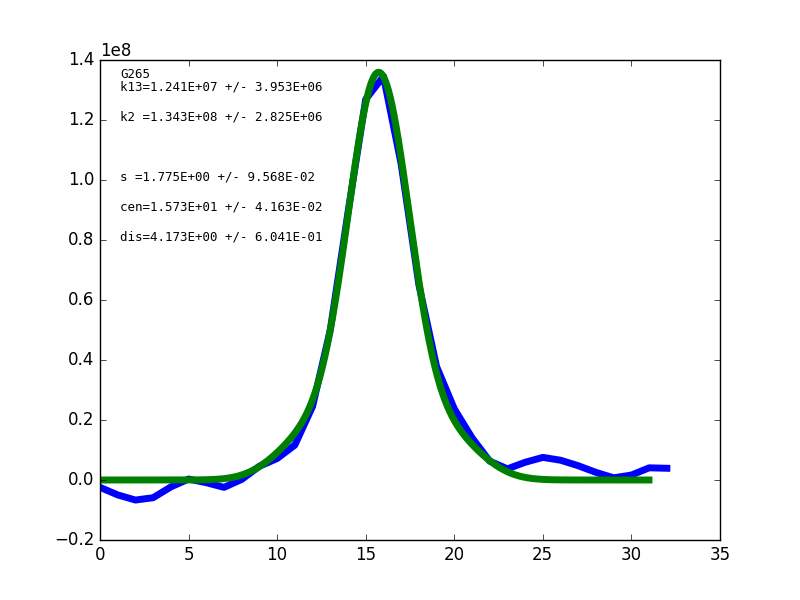 1e8
1.4
G265
k13=1.241E+07 +/- 3.953E+06
1.2
k2 =1.343E+08 +/- 2.825E+06
1.0
s =1.775E+00 +/- 9.568E-02
cen=1.573E+01 +/- 4.163E-02
0.8
dis=4.173E+00 +/- 6.041E-01
0.6
0.4
0.2
0.0
−0.2
0 5 10 15 20 25 30 35